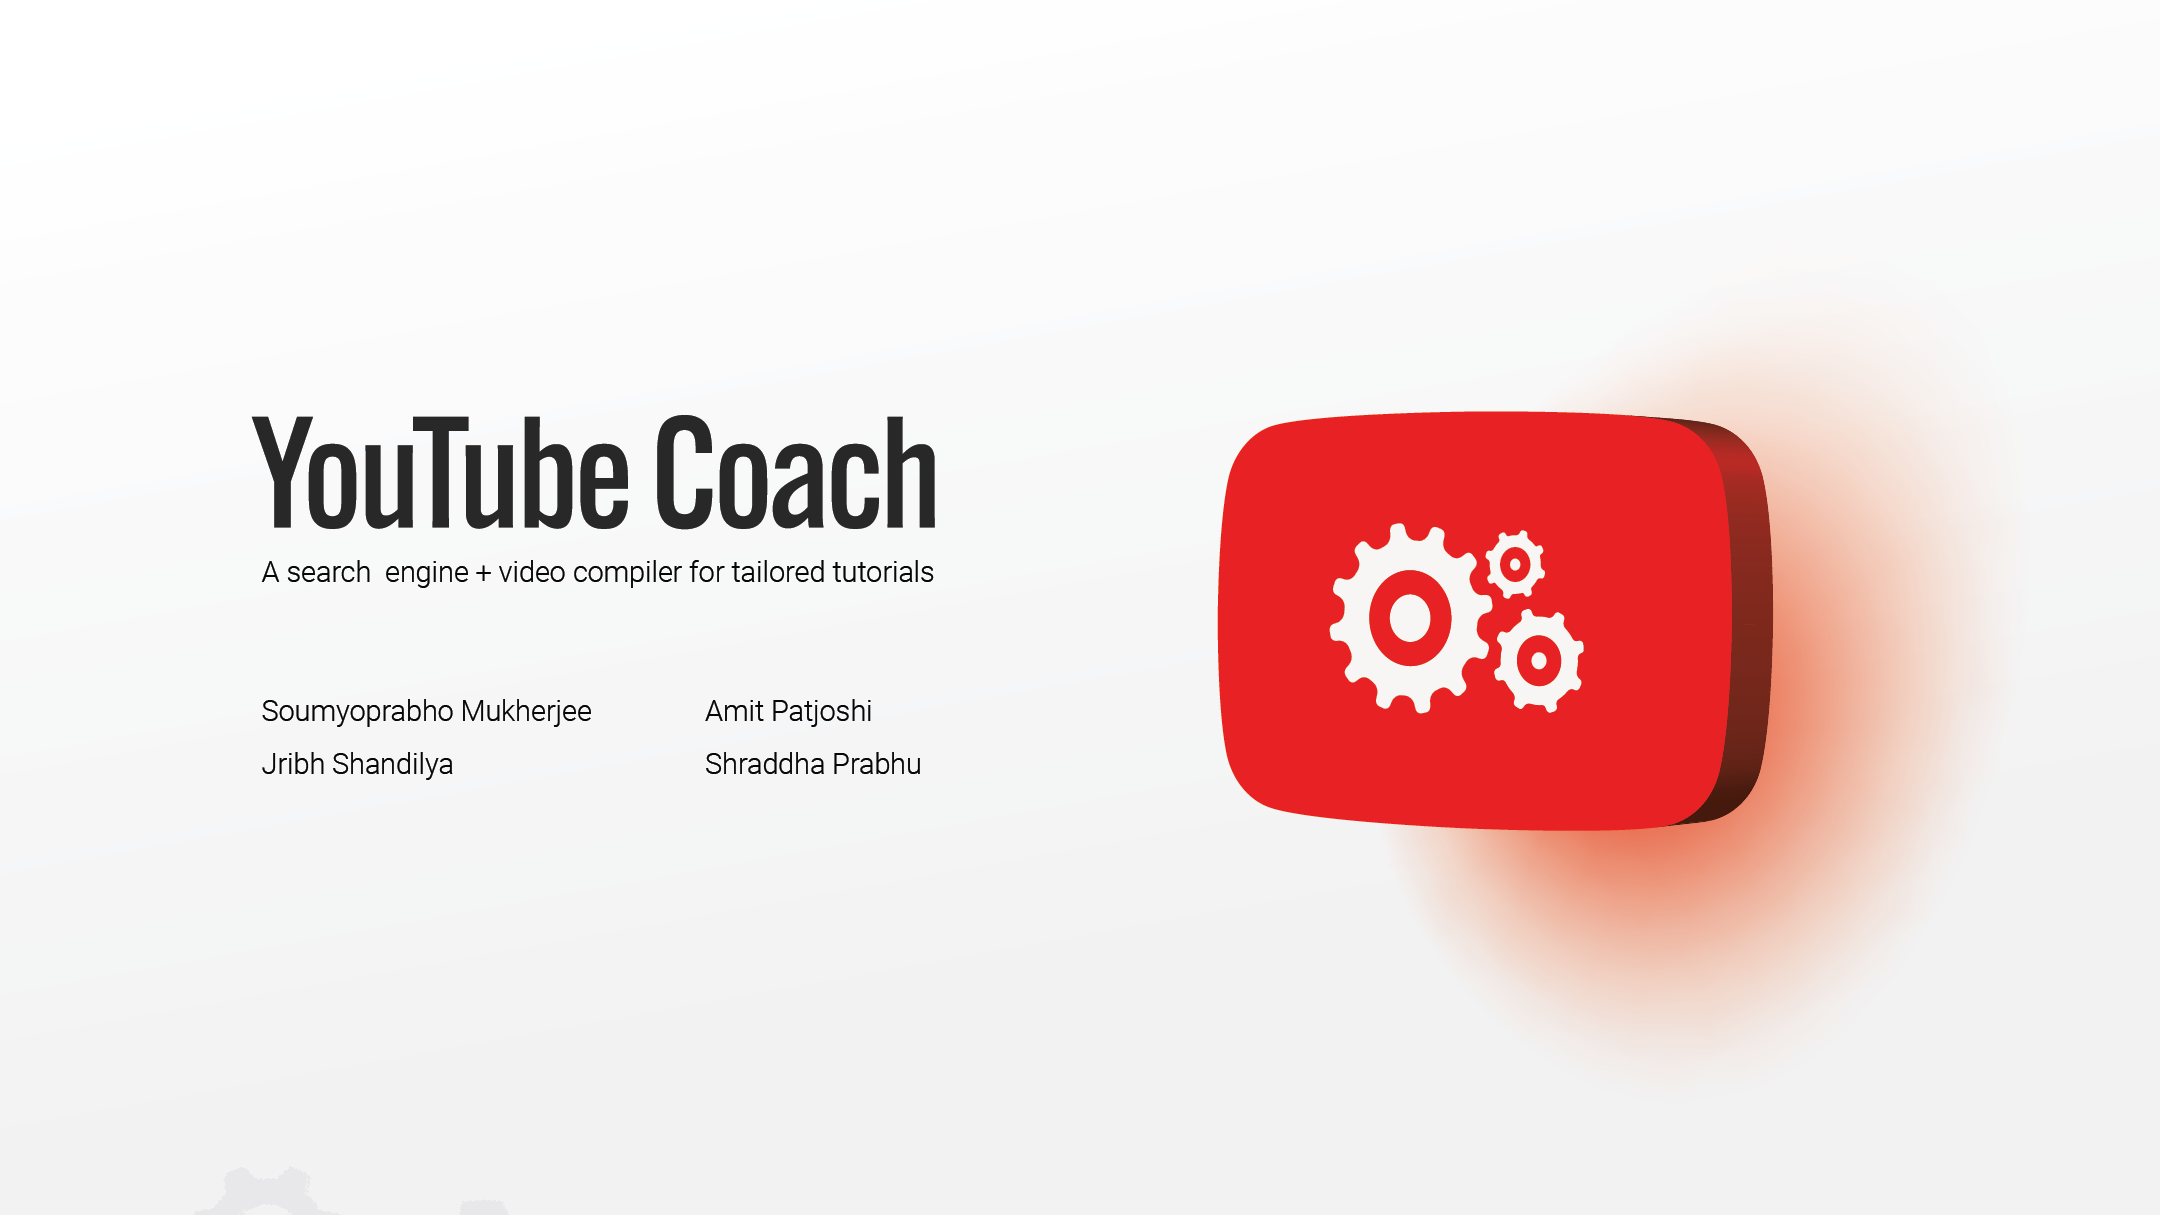 YouTube Coach
A search engine + video compiler for tailored tutorials
Soumyoprabho Mukherjee
Amit Patjoshi
Jribh Shandilya
Shraddha Prabhu